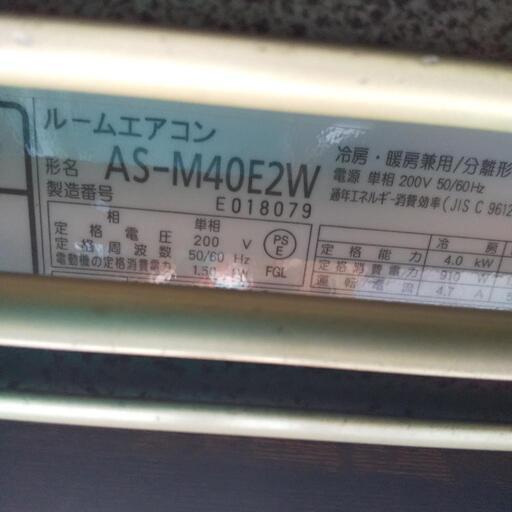 ルームエアコン
形名 AS-M40E2W
製造番号 E018079
冷房・暖房兼用/分離形
電源 単相 200V 50/60Hz
通年エネルギー消費効率(JIS C 9612
相 単相
定格電圧 200 V
定格周波数 50/60 Hz
電動機の定格消費電力 1.50 kW
PS
E
FGL
冷房
定格能力 4.0 kW
定格消費電力 910 W
運転電流 4.7 A